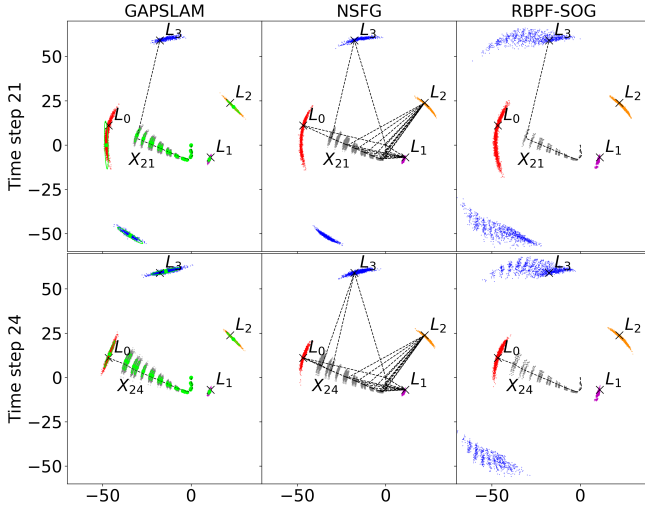 GAPSLAM NSFG RBPF-SOG
Time step 21
50
25
0
−25
−50
L₃ L₂ L₀ L₁ X₂₁
L₃ L₂ L₀ L₁ X₂₁
L₃ L₂ L₀ L₁ X₂₁
Time step 24
50
25
0
−25
−50
L₃ L₂ L₀ L₁ X₂₄
L₃ L₂ L₀ L₁ X₂₄
L₃ L₂ L₀ L₁ X₂₄
−50 0 −50 0 −50 0